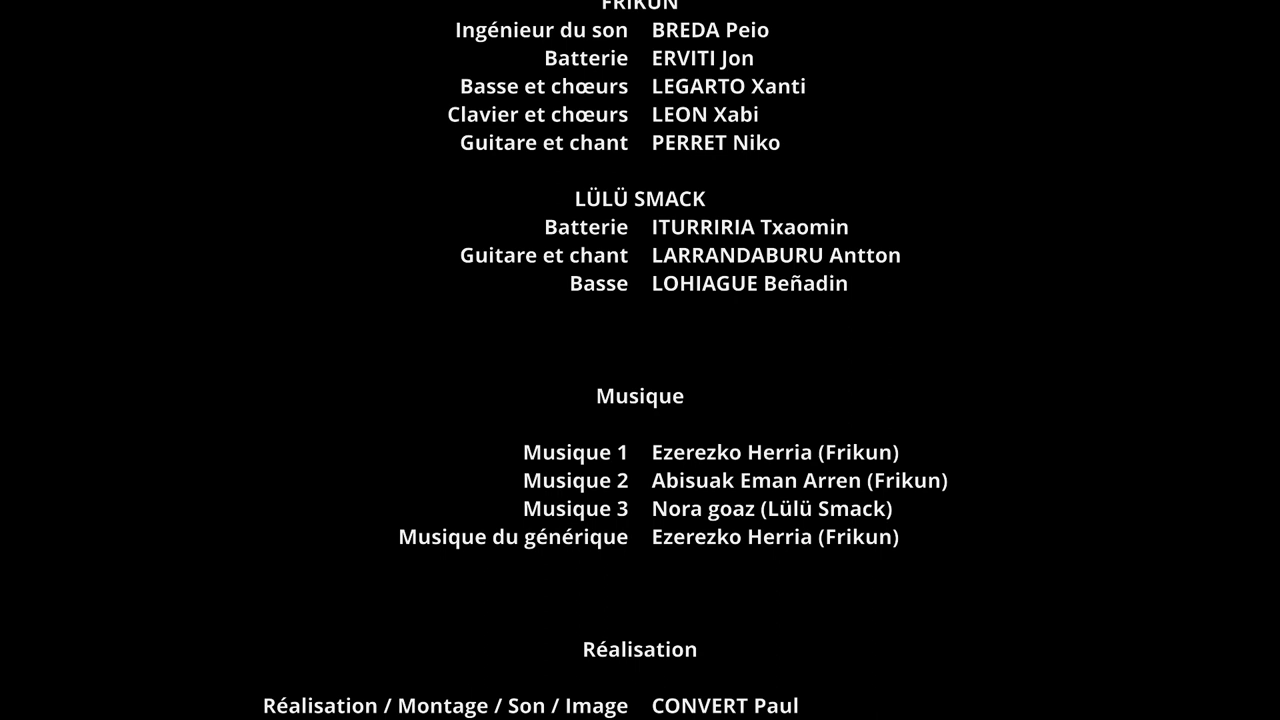 FRIKUN
Ingénieur du son BREDA Peio
Batterie ERVITI Jon
Basse et chœurs LEGARTO Xanti
Clavier et chœurs LEON Xabi
Guitare et chant PERRET Niko
LÜLÜ SMACK
Batterie ITURRIRIA Txaomin
Guitare et chant LARRANDABURU Antton
Basse LOHIAGUE Beñadin
Musique
Musique 1 Ezerezko Herria (Frikun)
Musique 2 Abisuak Eman Arren (Frikun)
Musique 3 Nora goaz (Lülü Smack)
Musique du générique Ezerezko Herria (Frikun)
Réalisation
Réalisation / Montage / Son / Image CONVERT Paul